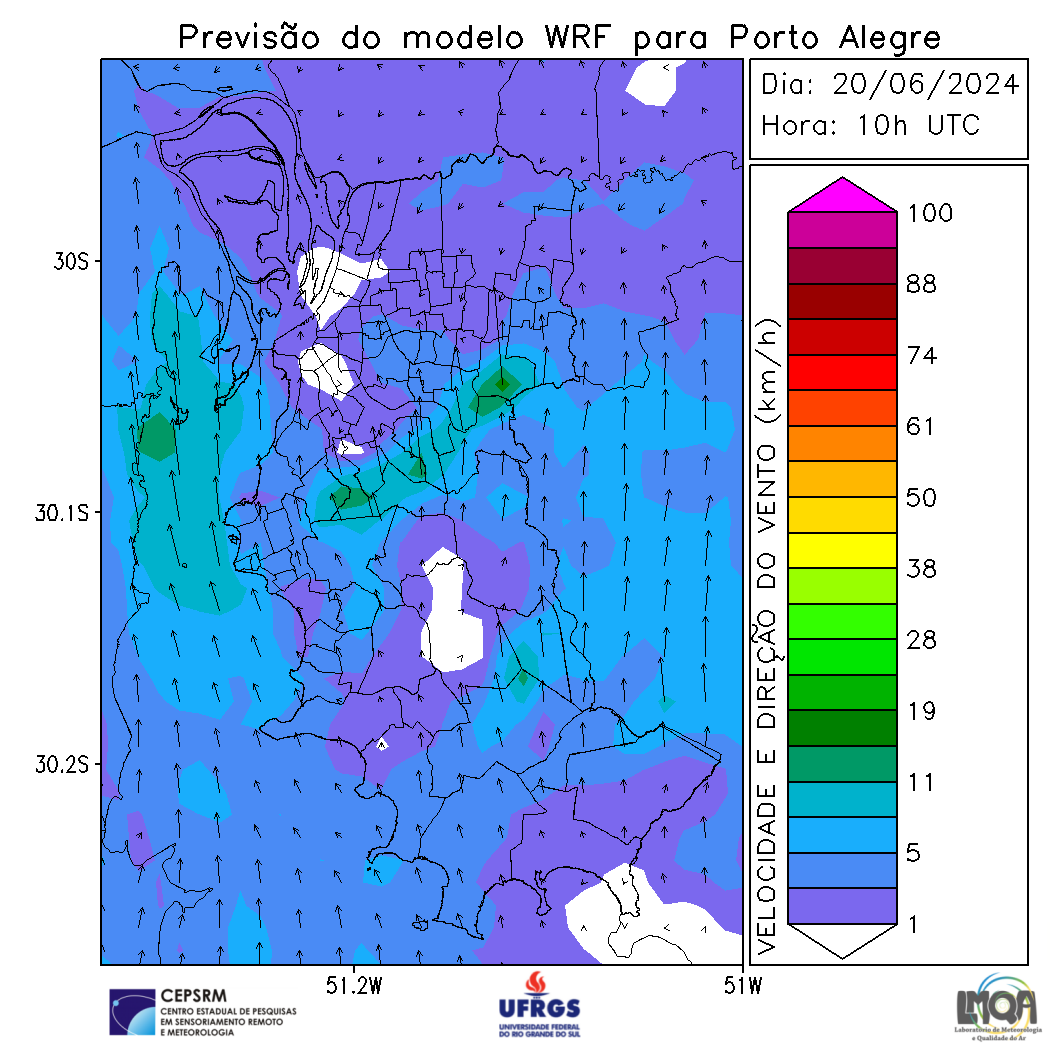 Previsão do modelo WRF para Porto Alegre
Dia: 20/06/2024
Hora: 10h UTC
30S
30.1S
30.2S
51.2W
51W
VELOCIDADE E DIREÇÃO DO VENTO (km/h)
100
88
74
61
50
38
28
19
11
5
1
CEPSRM
CENTRO ESTADUAL DE PESQUISAS
EM SENSORIAMENTO REMOTO
E METEOROLOGIA
UFRGS
UNIVERSIDADE FEDERAL
DO RIO GRANDE DO SUL
LMQA
Laboratório de Meteorologia
e Qualidade do Ar